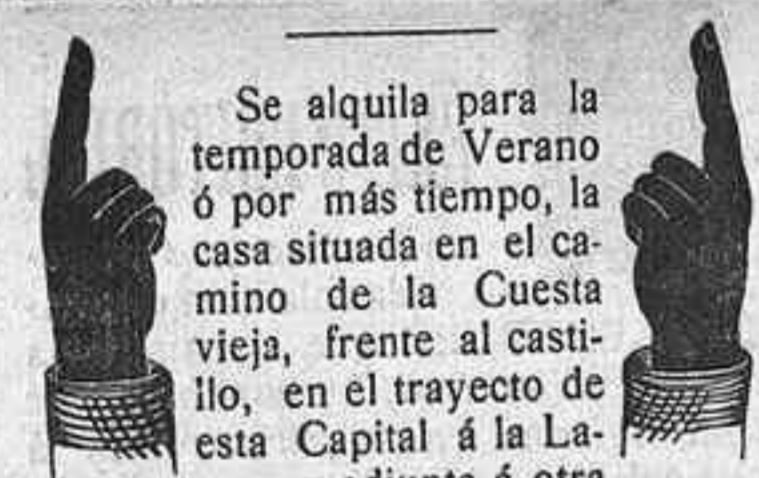 Se alquila para la
temporada de Verano
ó por más tiempo, la
casa situada en el ca-
mino de la Cuesta
vieja, frente al casti-
llo, en el trayecto de
esta Capital á la La-
á otra